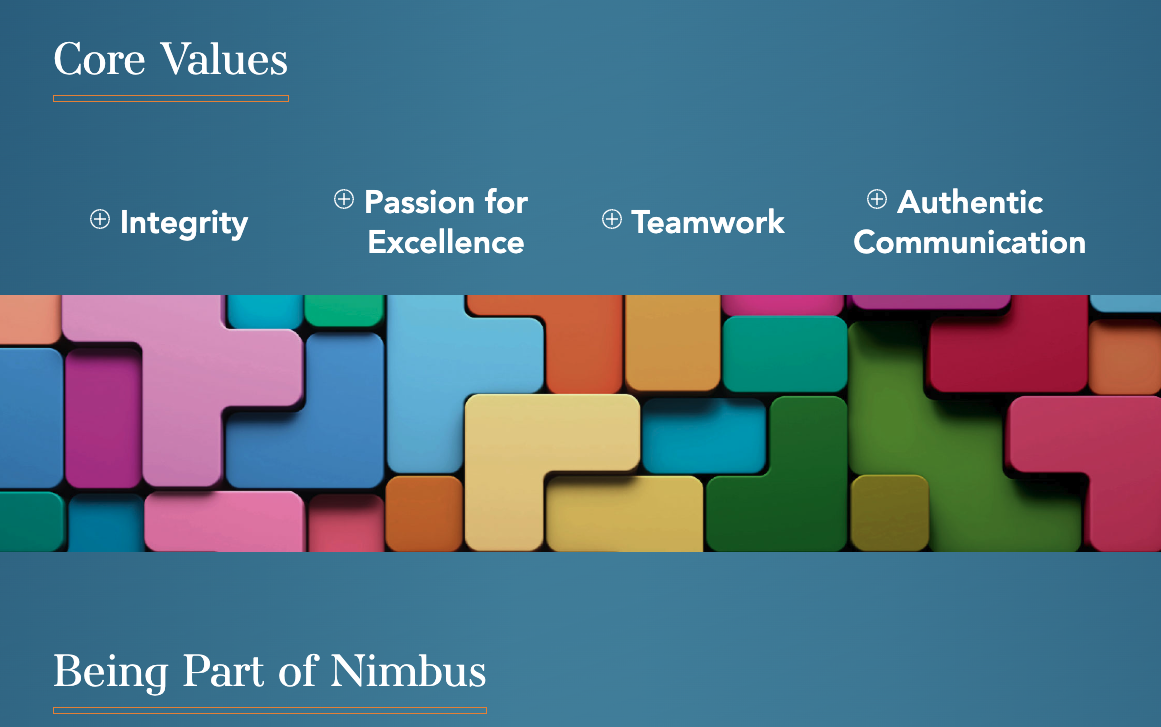 Core Values
Integrity
Passion for
Excellence
Teamwork
Authentic
Communication
Being Part of Nimbus